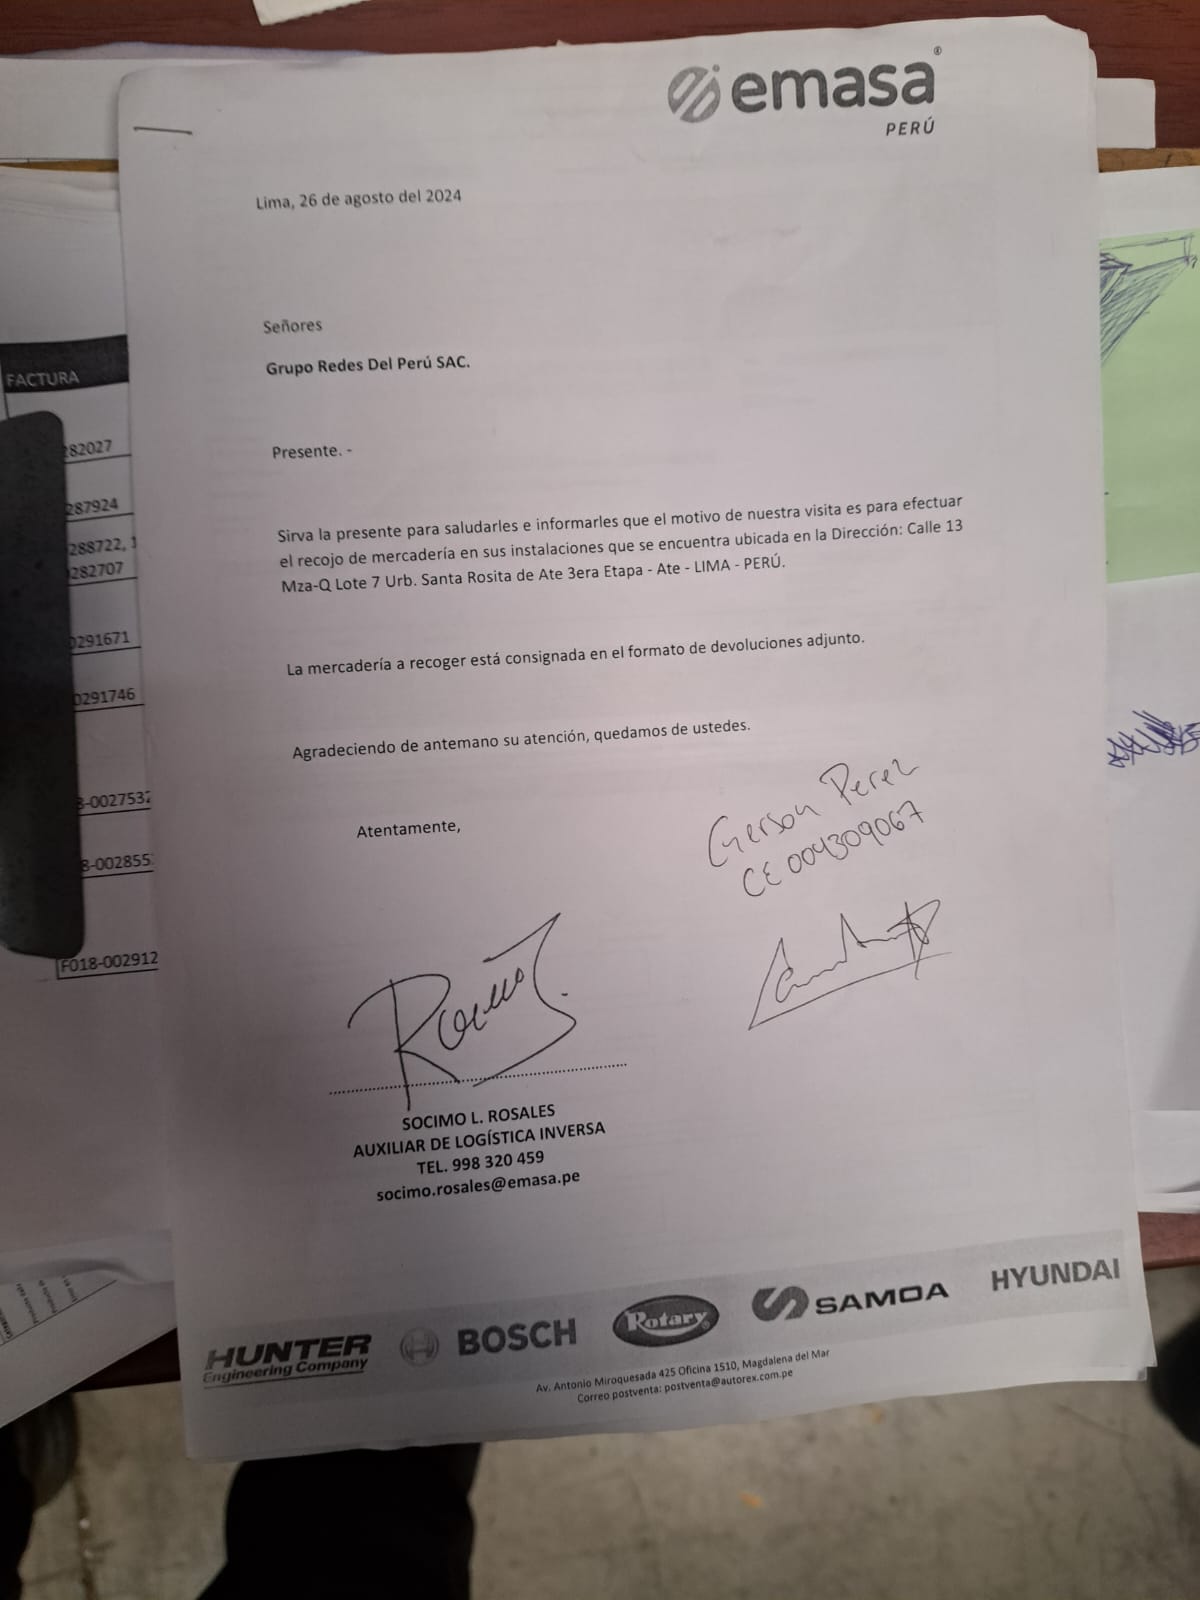 emasa®
PERÚ
Lima, 26 de agosto del 2024
Señores
Grupo Redes Del Perú SAC.
Presente. -
Sirva la presente para saludarles e informarles que el motivo de nuestra visita es para efectuar
el recojo de mercadería en sus instalaciones que se encuentra ubicada en la Dirección: Calle 13
Mza-Q Lote 7 Urb. Santa Rosita de Ate 3era Etapa - Ate - LIMA - PERÚ.
La mercadería a recoger está consignada en el formato de devoluciones adjunto.
Agradeciendo de antemano su atención, quedamos de ustedes.
Atentamente,
Gerson Perez
CE 004309067
SOCIMO L. ROSALES
AUXILIAR DE LOGÍSTICA INVERSA
TEL. 998 320 459
socimo.rosales@emasa.pe
HUNTER
Engineering Company
BOSCH
Rotary
SAMOA
HYUNDAI
Av. Antonio Miroquesada 425 Oficina 1510, Magdalena del Mar
Correo postventa: postventa@autorex.com.pe
FACTURA
282027
287924
288722, 1
282707
0291671
0291746
8-0027532
8-002855
F018-002912